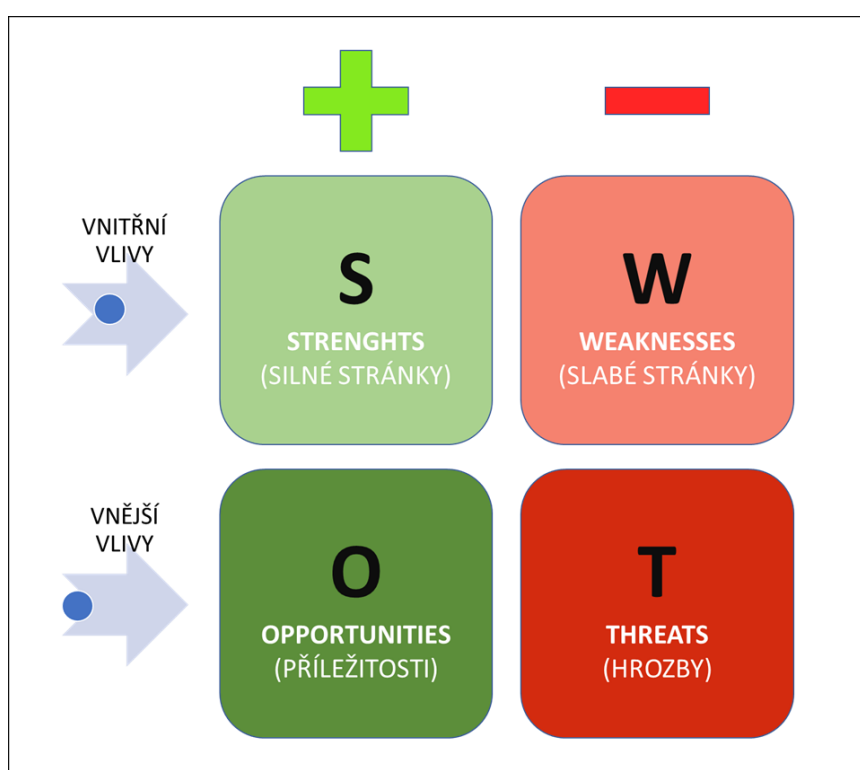 VNITŘNÍ
VLIVY
S
STRENGHTS
(SILNÉ STRÁNKY)
W
WEAKNESSES
(SLABÉ STRÁNKY)
VNĚJŠÍ
VLIVY
O
OPPORTUNITIES
(PŘÍLEŽITOSTI)
T
THREATS
(HROZBY)